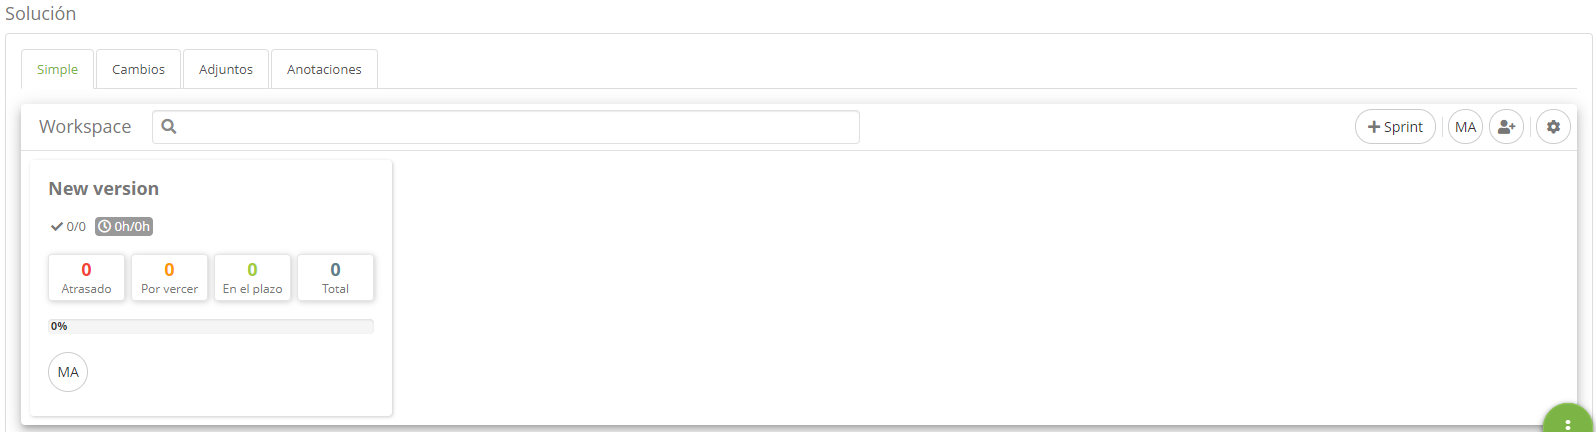 Solución
Simple Cambios Adjuntos Anotaciones
Workspace Sprint MA
New version
0/0 0h/0h
0 0 0 0
Atrasado Por vercer En el plazo Total
0%
MA